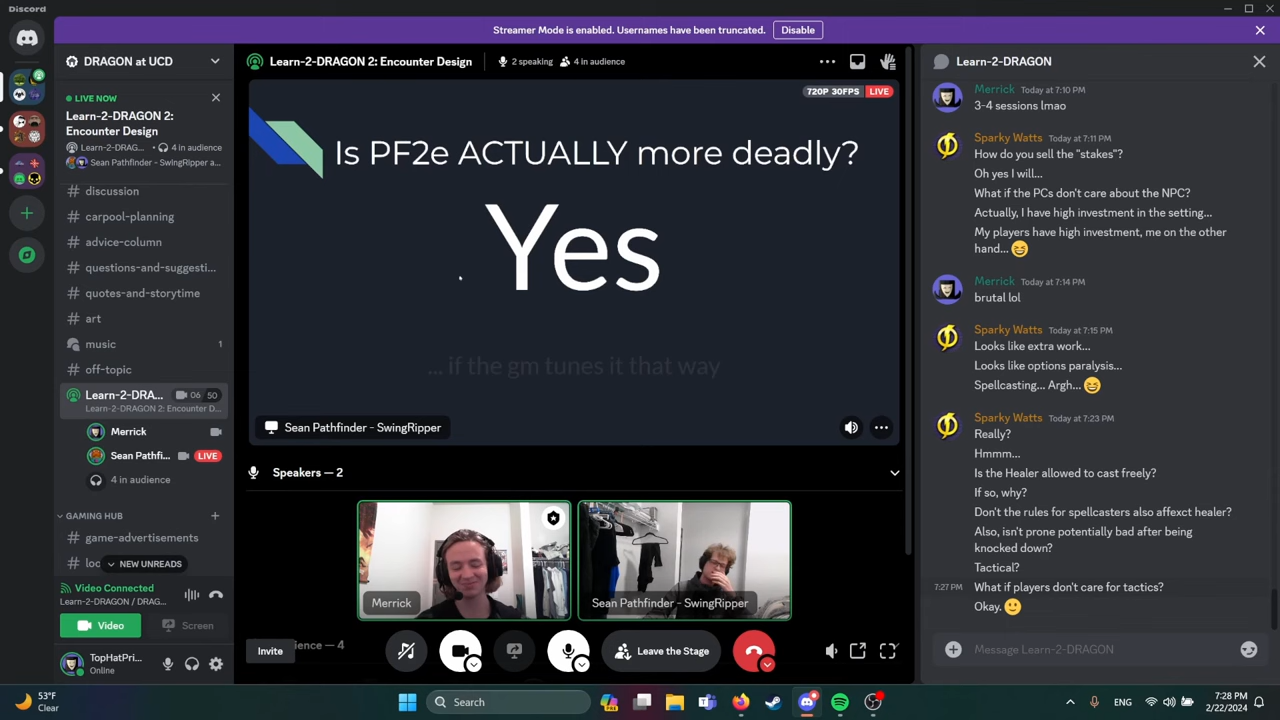 Discord
Streamer Mode is enabled. Usernames have been truncated.
Disable
DRAGON at UCD
LIVE NOW
Learn-2-DRAGON 2:
Encounter Design
Learn-2-DRAG...
4 in audience
Sean Pathfinder - SwingRipper a...
discussion
carpool-planning
advice-column
questions-and-suggesti...
quotes-and-storytime
art
music
1
off-topic
Learn-2-DRA...
06
50
Learn-2-DRAGON 2: Encounter D...
Merrick
Sean Pathfi...
LIVE
4 in audience
GAMING HUB
game-advertisements
loc
NEW UNREADS
Video Connected
Learn-2-DRAGON / DRAG...
Video
Screen
TopHatPri...
Online
Learn-2-DRAGON 2: Encounter Design
2 speaking
4 in audience
720P 30FPS
LIVE
Is PF2e ACTUALLY more deadly?
Yes
... if the gm tunes it that way
Sean Pathfinder - SwingRipper
Speakers — 2
Merrick
Sean Pathfinder - SwingRipper
Invite
dience — 4
Leave the Stage
Learn-2-DRAGON
Merrick Today at 7:10 PM
3-4 sessions lmao
Sparky Watts Today at 7:11 PM
How do you sell the "stakes"?
Oh yes I will...
What if the PCs don't care about the NPC?
Actually, I have high investment in the setting...
My players have high investment, me on the other
hand...
Merrick Today at 7:14 PM
brutal lol
Sparky Watts Today at 7:15 PM
Looks like extra work...
Looks like options paralysis...
Spellcasting... Argh...
Sparky Watts Today at 7:23 PM
Really?
Hmmm...
Is the Healer allowed to cast freely?
If so, why?
Don't the rules for spellcasters also affexct healer?
Also, isn't prone potentially bad after being
knocked down?
Tactical?
7:27 PM What if players don't care for tactics?
Okay.
Message Learn-2-DRAGON
53°F
Clear
Search
PRE
ENG
7:28 PM
2/22/2024